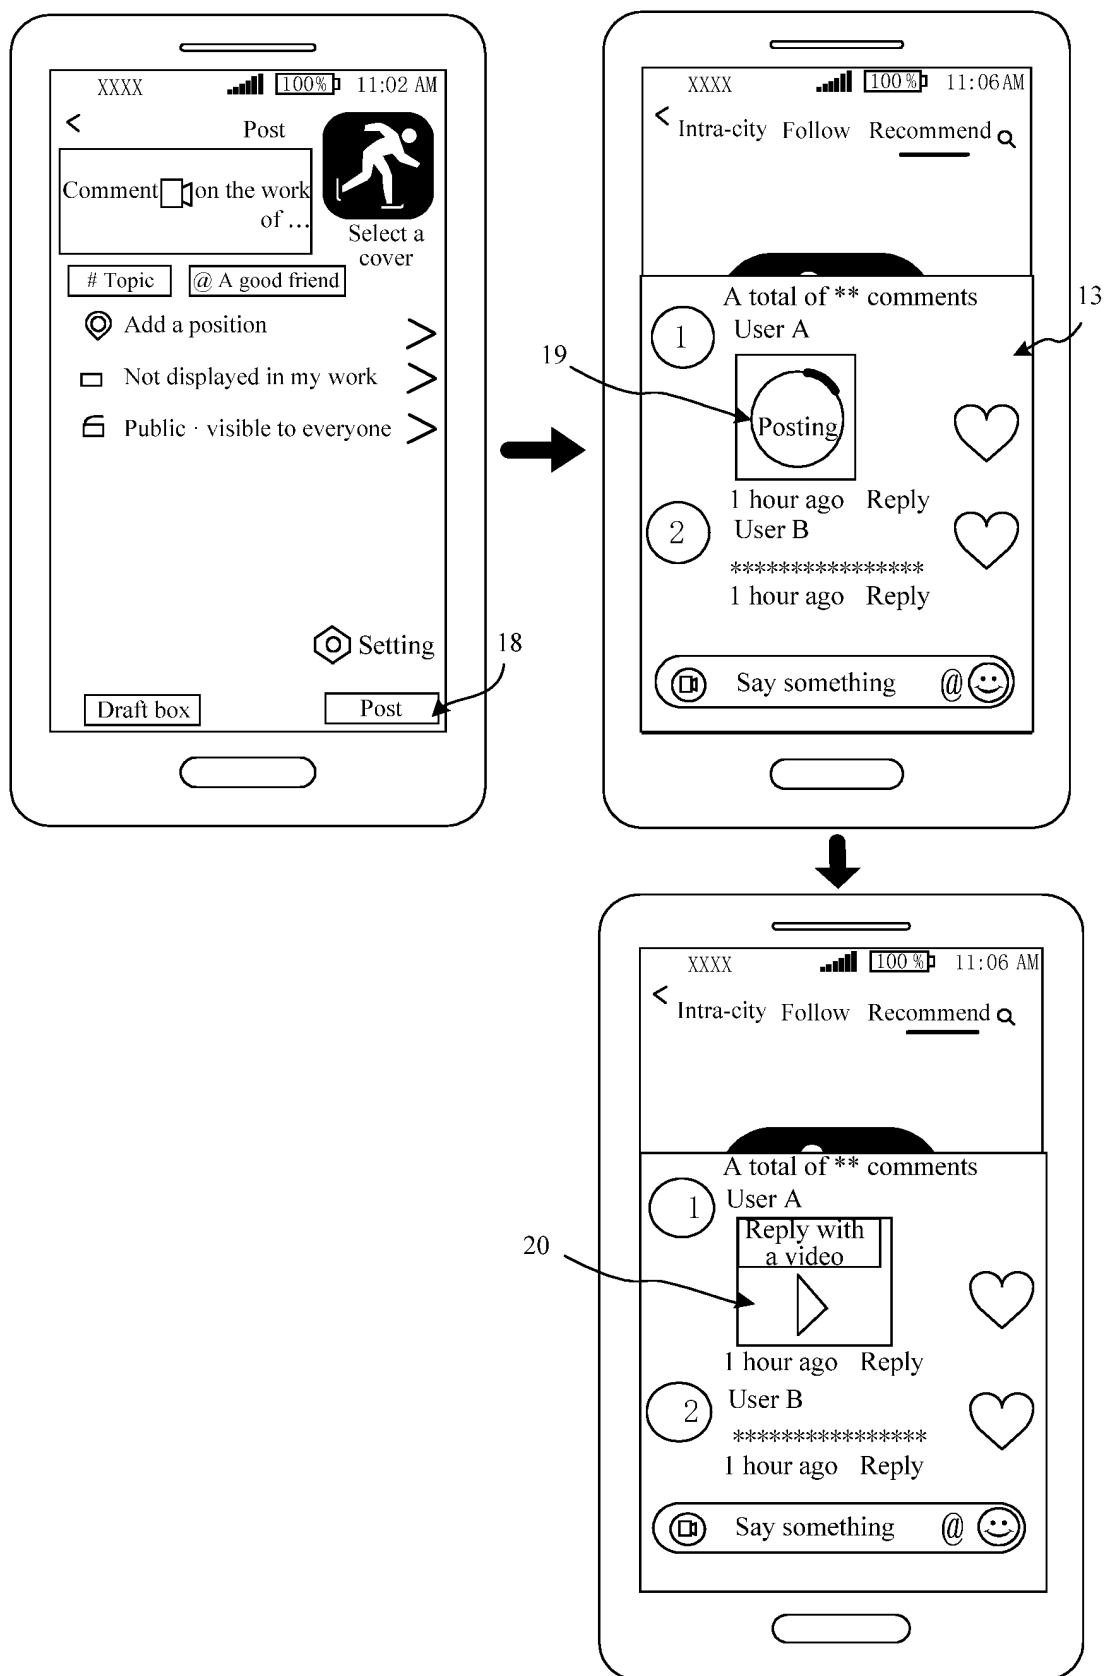 XXXX 100% 11:02 AM
<
Post
Comment on the work
of ...
Select a
cover
# Topic @ A good friend
Add a position >
Not displayed in my work >
Public · visible to everyone >
Setting
18
Draft box Post
XXXX 100% 11:06 AM
< Intra-city Follow Recommend
A total of ** comments
13
1 User A
19
Posting
1 hour ago Reply
2 User B
****************
1 hour ago Reply
Say something @
XXXX 100% 11:06 AM
< Intra-city Follow Recommend
A total of ** comments
1 User A
Reply with
a video
20
1 hour ago Reply
2 User B
****************
1 hour ago Reply
Say something @